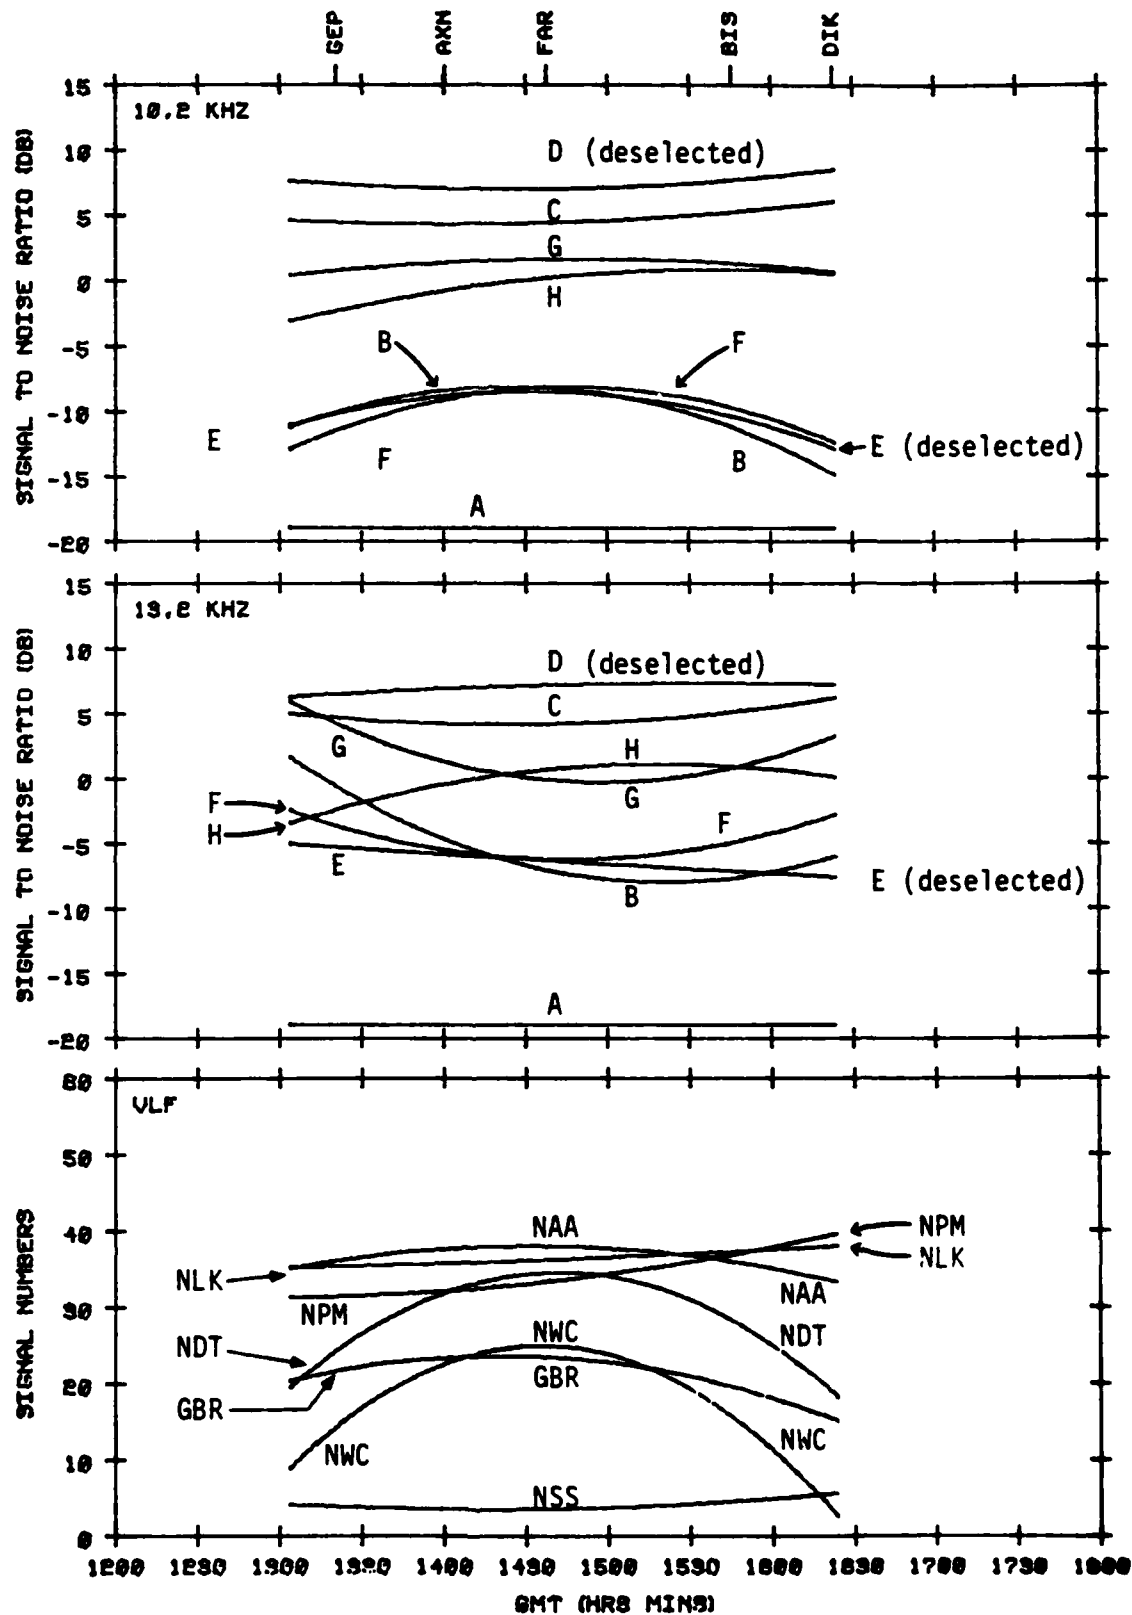 GEP AXN FAR BIS DIK
15
10.2 KHZ
10
5
0
-5
-10
-15
-20
SIGNAL TO NOISE RATIO (DB)
D (deselected)
C
G
H
B
F
E
F
B
E (deselected)
A
15
13.6 KHZ
10
5
0
-5
-10
-15
-20
SIGNAL TO NOISE RATIO (DB)
D (deselected)
C
G
H
G
F
H
F
E
B
E (deselected)
A
60
VLF
50
40
30
20
10
0
SIGNAL NUMBERS
NAA
NPM
NLK
NLK
NPM
NAA
NDT
NWC
NDT
GBR
GBR
NWC
NWC
NSS
1200 1230 1300 1330 1400 1430 1500 1530 1600 1630 1700 1730 1800
GMT (HRS MINS)